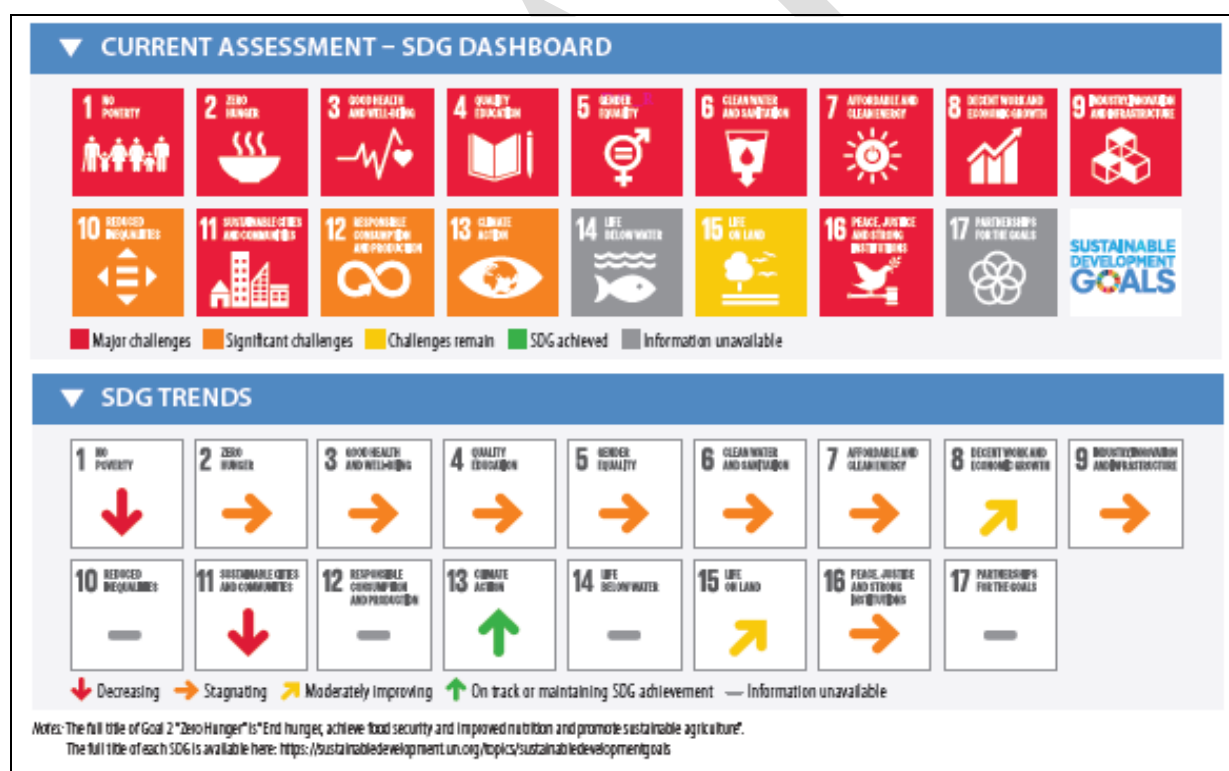 CURRENT ASSESSMENT – SDG DASHBOARD
1 NO POVERTY
2 ZERO HUNGER
3 GOOD HEALTH AND WELL-BEING
4 QUALITY EDUCATION
5 GENDER EQUALITY
6 CLEAN WATER AND SANITATION
7 AFFORDABLE AND CLEAN ENERGY
8 DECENT WORK AND ECONOMIC GROWTH
9 INDUSTRY, INNOVATION AND INFRASTRUCTURE
10 REDUCED INEQUALITIES
11 SUSTAINABLE CITIES AND COMMUNITIES
12 RESPONSIBLE CONSUMPTION AND PRODUCTION
13 CLIMATE ACTION
14 LIFE BELOW WATER
15 LIFE ON LAND
16 PEACE, JUSTICE AND STRONG INSTITUTIONS
17 PARTNERSHIPS FOR THE GOALS
SUSTAINABLE
DEVELOPMENT
GOALS
Major challenges Significant challenges Challenges remain SDG achieved Information unavailable
SDG TRENDS
1 NO POVERTY
2 ZERO HUNGER
3 GOOD HEALTH AND WELL-BEING
4 QUALITY EDUCATION
5 GENDER EQUALITY
6 CLEAN WATER AND SANITATION
7 AFFORDABLE AND CLEAN ENERGY
8 DECENT WORK AND ECONOMIC GROWTH
9 INDUSTRY, INNOVATION AND INFRASTRUCTURE
10 REDUCED INEQUALITIES
11 SUSTAINABLE CITIES AND COMMUNITIES
12 RESPONSIBLE CONSUMPTION AND PRODUCTION
13 CLIMATE ACTION
14 LIFE BELOW WATER
15 LIFE ON LAND
16 PEACE, JUSTICE AND STRONG INSTITUTIONS
17 PARTNERSHIPS FOR THE GOALS
Decreasing Stagnating Moderately improving On track or maintaining SDG achievement Information unavailable
Notes: The full title of Goal 2 "Zero Hunger" is "End hunger, achieve food security and improved nutrition and promote sustainable agriculture".
The full title of each SDG is available here: https://sustainabledevelopment.un.org/topics/sustainabledevelopmentgoals